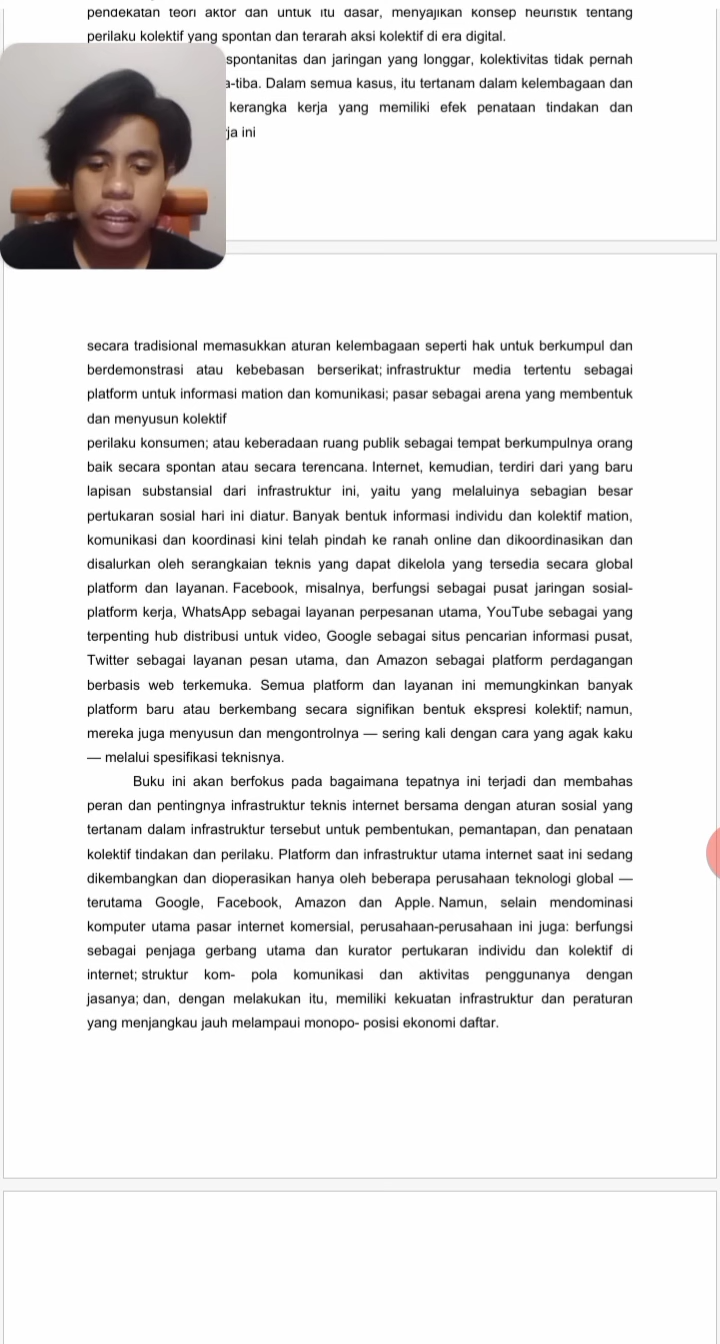 pendekatan teori aktor dan untuk itu dasar, menyajikan konsep heuristik tentang
perilaku kolektif yang spontan dan terarah aksi kolektif di era digital.
spontanitas dan jaringan yang longgar, kolektivitas tidak pernah
a-tiba. Dalam semua kasus, itu tertanam dalam kelembagaan dan
kerangka kerja yang memiliki efek penataan tindakan dan
ja ini
secara tradisional memasukkan aturan kelembagaan seperti hak untuk berkumpul dan
berdemonstrasi atau kebebasan berserikat; infrastruktur media tertentu sebagai
platform untuk informasi mation dan komunikasi; pasar sebagai arena yang membentuk
dan menyusun kolektif
perilaku konsumen; atau keberadaan ruang publik sebagai tempat berkumpulnya orang
baik secara spontan atau secara terencana. Internet, kemudian, terdiri dari yang baru
lapisan substansial dari infrastruktur ini, yaitu yang melaluinya sebagian besar
pertukaran sosial hari ini diatur. Banyak bentuk informasi individu dan kolektif mation,
komunikasi dan koordinasi kini telah pindah ke ranah online dan dikoordinasikan dan
disalurkan oleh serangkaian teknis yang dapat dikelola yang tersedia secara global
platform dan layanan. Facebook, misalnya, berfungsi sebagai pusat jaringan sosial-
platform kerja, WhatsApp sebagai layanan perpesanan utama, YouTube sebagai yang
terpenting hub distribusi untuk video, Google sebagai situs pencarian informasi pusat,
Twitter sebagai layanan pesan utama, dan Amazon sebagai platform perdagangan
berbasis web terkemuka. Semua platform dan layanan ini memungkinkan banyak
platform baru atau berkembang secara signifikan bentuk ekspresi kolektif; namun,
mereka juga menyusun dan mengontrolnya — sering kali dengan cara yang agak kaku
— melalui spesifikasi teknisnya.
Buku ini akan berfokus pada bagaimana tepatnya ini terjadi dan membahas
peran dan pentingnya infrastruktur teknis internet bersama dengan aturan sosial yang
tertanam dalam infrastruktur tersebut untuk pembentukan, pemantapan, dan penataan
kolektif tindakan dan perilaku. Platform dan infrastruktur utama internet saat ini sedang
dikembangkan dan dioperasikan hanya oleh beberapa perusahaan teknologi global —
terutama Google, Facebook, Amazon dan Apple. Namun, selain mendominasi
komputer utama pasar internet komersial, perusahaan-perusahaan ini juga: berfungsi
sebagai penjaga gerbang utama dan kurator pertukaran individu dan kolektif di
internet; struktur kom- pola komunikasi dan aktivitas penggunanya dengan
jasanya; dan, dengan melakukan itu, memiliki kekuatan infrastruktur dan peraturan
yang menjangkau jauh melampaui monopo- posisi ekonomi daftar.